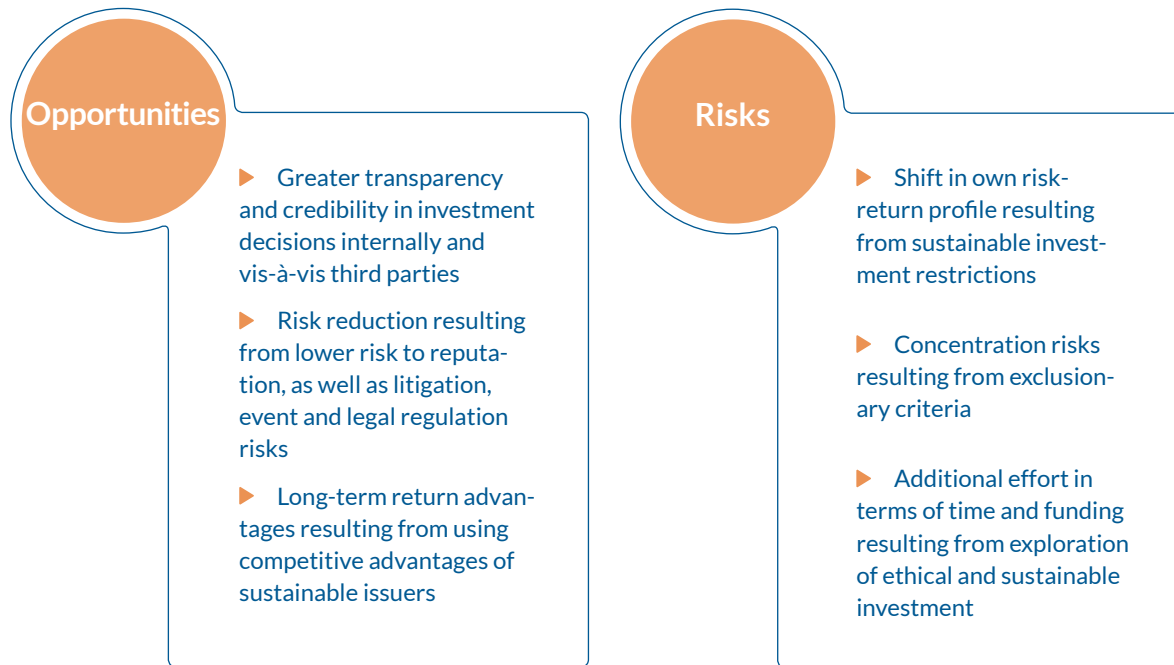 Opportunities
Greater transparency
and credibility in investment
decisions internally and
vis-à-vis third parties
Risk reduction resulting
from lower risk to reputa-
tion, as well as litigation,
event and legal regulation
risks
Long-term return advan-
tages resulting from using
competitive advantages of
sustainable issuers
Risks
Shift in own risk-
return profile resulting
from sustainable invest-
ment restrictions
Concentration risks
resulting from exclusion-
ary criteria
Additional effort in
terms of time and funding
resulting from exploration
of ethical and sustainable
investment